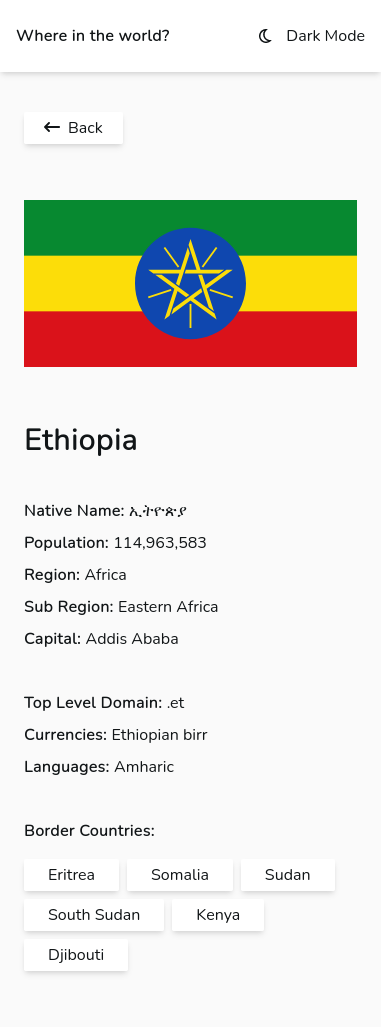 Where in the world? Dark Mode
Back
Ethiopia
Native Name: ኢትዮጵያ
Population: 114,963,583
Region: Africa
Sub Region: Eastern Africa
Capital: Addis Ababa
Top Level Domain: .et
Currencies: Ethiopian birr
Languages: Amharic
Border Countries:
Eritrea Somalia Sudan
South Sudan Kenya
Djibouti